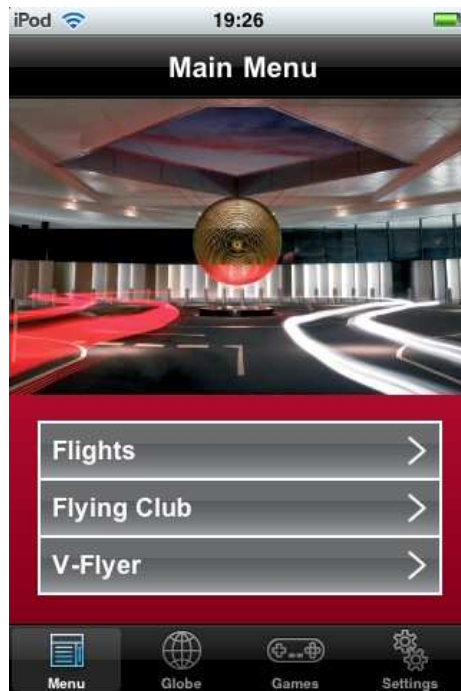 iPod 19:26
Main Menu
Flights
Flying Club
V-Flyer
Menu Globe Games Settings